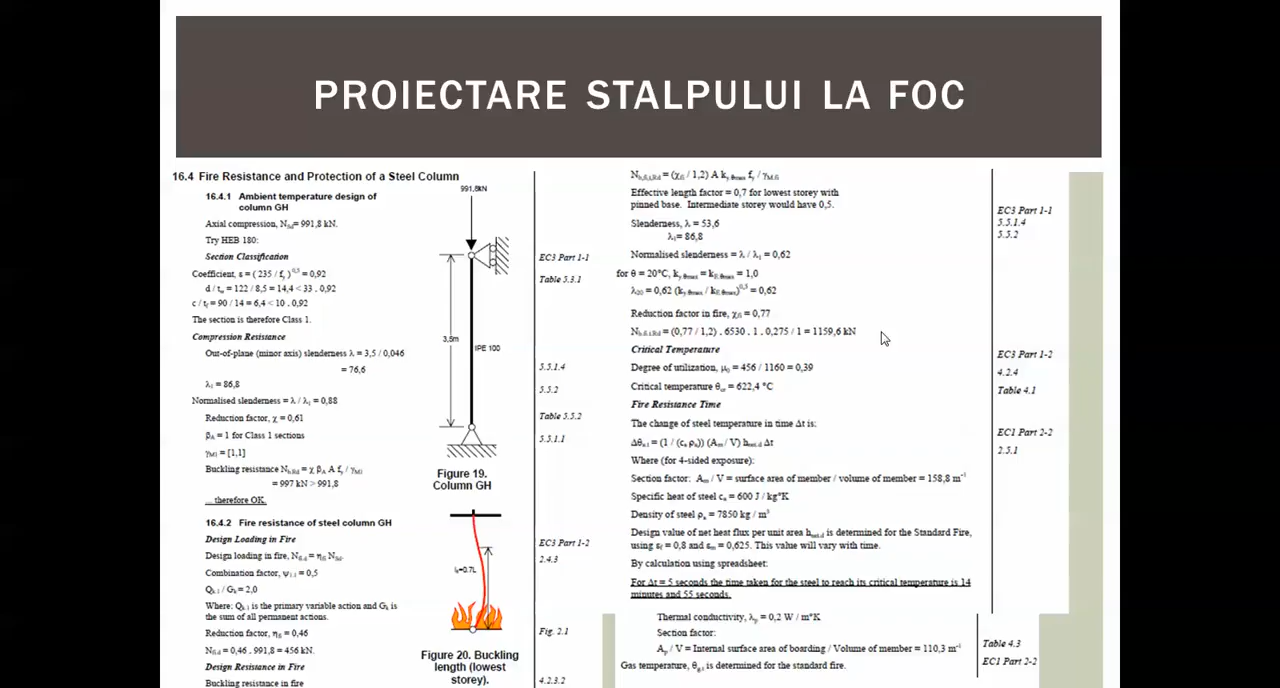 PROIECTARE STALPULUI LA FOC
16.4 Fire Resistance and Protection of a Steel Column
16.4.1 Ambient temperature design of
column GH
Axial compression, NSd= 991,8 kN.
Try HEB 180:
Section Classification
Coefficient, ε = ( 235 / fy )^0,5 = 0,92
d / tw = 122 / 8,5 = 14,4 < 33 . 0,92
c / tf = 90 / 14 = 6,4 < 10 . 0,92
The section is therefore Class 1.
Compression Resistance
Out-of-plane (minor axis) slenderness λ = 3,5 / 0,046
= 76,6
λ1 = 86,8
Normalised slenderness = λ / λ1 = 0,88
Reduction factor, χ = 0,61
βA = 1 for Class 1 sections
γM1 = [1,1]
Buckling resistance Nb.Rd = χ βA A fy / γM1
= 997 kN > 991,8
... therefore OK.
16.4.2 Fire resistance of steel column GH
Design Loading in Fire
Design loading in fire, Nfi.d = ηfi NSd.
Combination factor, ψ1.1 = 0,5
Qk.1 / Gk = 2,0
Where: Qk.1 is the primary variable action and Gk is
the sum of all permanent actions.
Reduction factor, ηfi = 0,46
Nfi.d = 0,46 . 991,8 = 456 kN.
Design Resistance in Fire
Buckling resistance in fire
991,8kN
3,5m
IPE 100
Figure 19.
Column GH
lfi=0.7L
Figure 20. Buckling
length (lowest
storey).
EC3 Part 1-1
Table 5.3.1
5.5.1.4
5.5.2
Table 5.5.2
5.5.1.1
EC3 Part 1-2
2.4.3
Fig. 2.1
4.2.3.2
Nb.fi.t.Rd = (χfi / 1,2) A ky.θmax fy / γM.fi
Effective length factor = 0,7 for lowest storey with
pinned base. Intermediate storey would have 0,5.
Slenderness, λ = 53,6
λ1= 86,8
Normalised slenderness = λ / λ1 = 0,62
for θ = 20°C, ky.θmax = kE.θmax = 1,0
λ20 = 0,62 (ky.θmax / kE.θmax)^0,5 = 0,62
Reduction factor in fire, χfi = 0,77
Nb.fi.t.Rd = (0,77 / 1,2) . 6530 . 1 . 0,275 / 1 = 1159,6 kN
Critical Temperature
Degree of utilization, μ0 = 456 / 1160 = 0,39
Critical temperature θcr = 622,4 °C
Fire Resistance Time
The change of steel temperature in time Δt is:
Δθa.t = (1 / (ca ρa)) (Am / V) hnet.d Δt
Where (for 4-sided exposure):
Section factor: Am / V = surface area of member / volume of member = 158,8 m-1
Specific heat of steel ca = 600 J / kg°K
Density of steel ρa = 7850 kg / m3
Design value of net heat flux per unit area hnet.d is determined for the Standard Fire,
using εf = 0,8 and εm = 0,625. This value will vary with time.
By calculation using spreadsheet:
For Δt = 5 seconds the time taken for the steel to reach its critical temperature is 14
minutes and 55 seconds.
EC3 Part 1-1
5.5.1.4
5.5.2
EC3 Part 1-2
4.2.4
Table 4.1
EC1 Part 2-2
2.5.1
Thermal conductivity, λp = 0,2 W / m°K
Section factor:
Ap / V = Internal surface area of boarding / Volume of member = 110,3 m-1
Gas temperature, θg.t is determined for the standard fire.
Table 4.3
EC1 Part 2-2